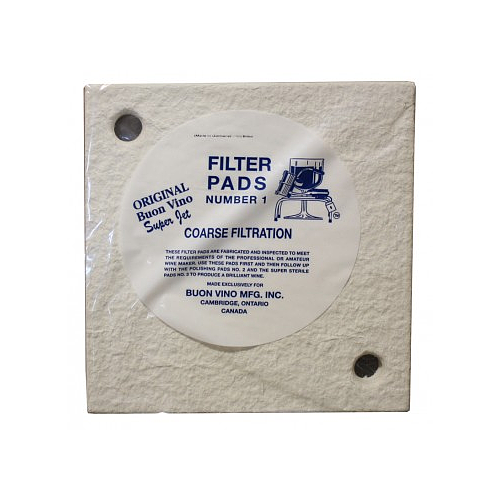 FILTER
PADS
NUMBER 1
ORIGINAL
Buon Vino
Super Jet
COARSE FILTRATION
THESE FILTER PADS ARE FABRICATED AND INSPECTED TO MEET
THE REQUIREMENTS OF THE PROFESSIONAL OR AMATEUR
WINE MAKER. USE THESE PADS FIRST AND THEN FOLLOW UP
WITH THE POLISHING PADS NO. 2 AND THE SUPER STERILE
PADS NO. 3 TO PRODUCE A BRILLIANT WINE.
MADE EXCLUSIVELY FOR
BUON VINO MFG. INC.
CAMBRIDGE, ONTARIO
CANADA